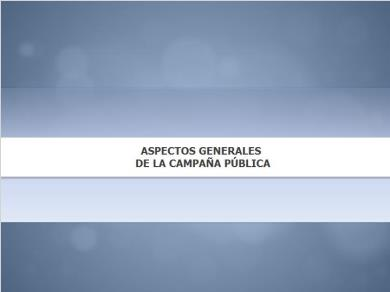 ASPECTOS GENERALES
DE LA CAMPAÑA PÚBLICA